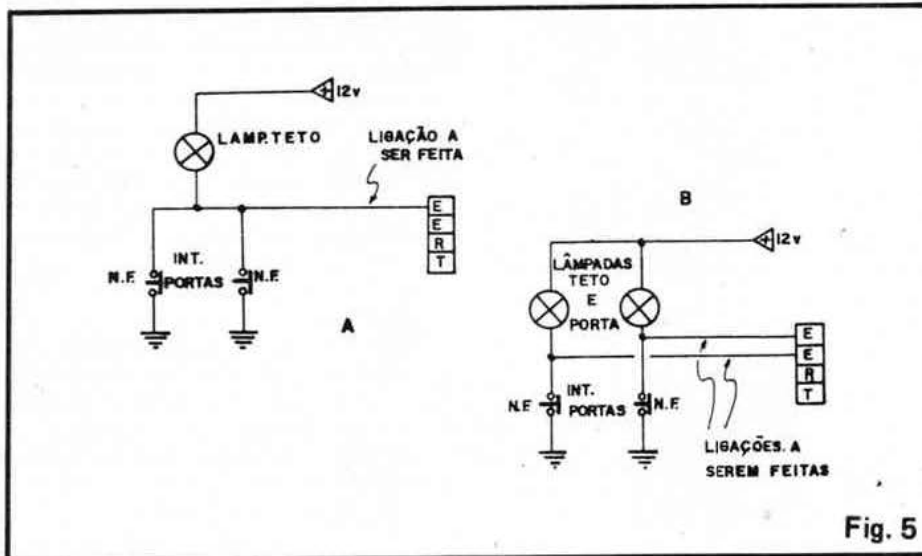 12v
LAMP. TETO
LIGAÇÃO A
SER FEITA
E
E
R
T
INT.
PORTAS
N.F.
N.F.
A
B
12v
LÂMPADAS
TETO
E
PORTA
E
E
R
T
INT.
PORTAS
N.F.
N.F.
LIGAÇÕES. A
SEREM FEITAS
Fig. 5